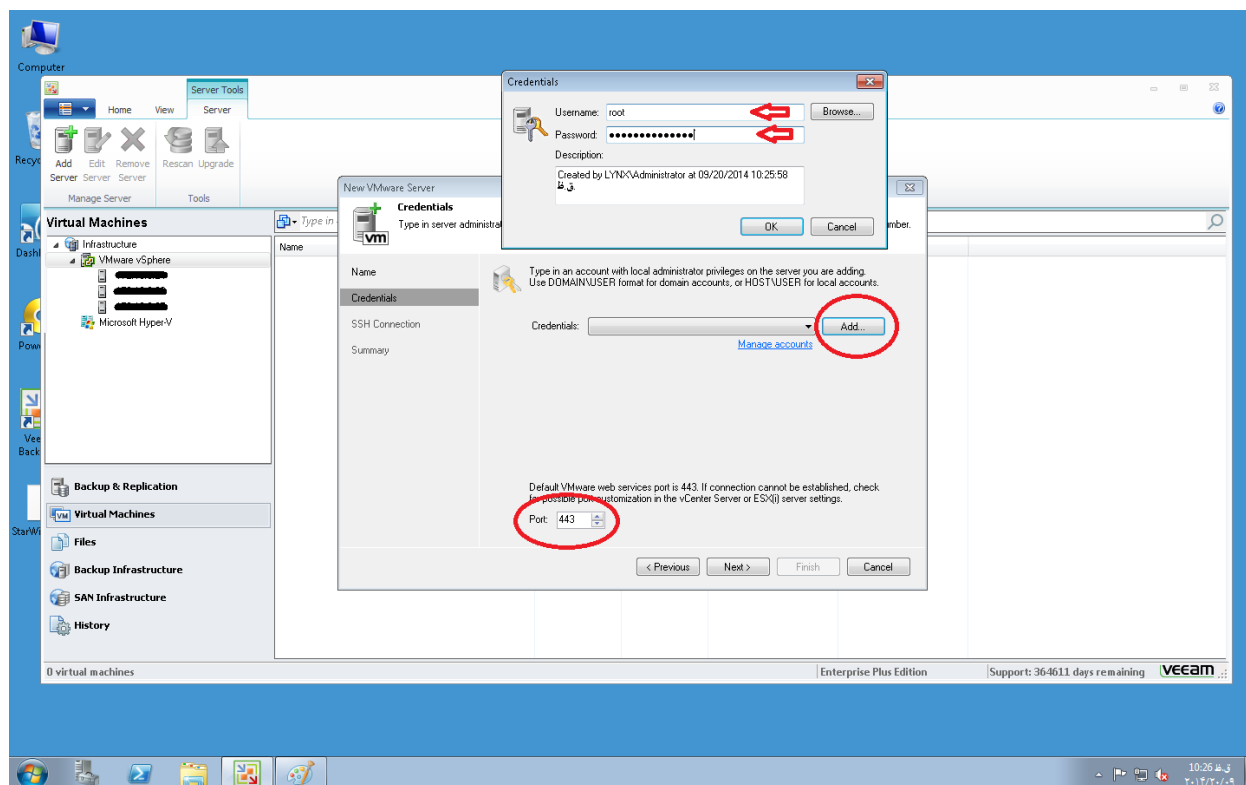 Computer
Server Tools
Home View Server
Add Server
Edit Server
Remove Server
Rescan Upgrade
Manage Server
Tools
Virtual Machines
Type in
Infrastructure
VMware vSphere
Microsoft Hyper-V
Name
Backup & Replication
Virtual Machines
Files
Backup Infrastructure
SAN Infrastructure
History
0 virtual machines
Enterprise Plus Edition
Support: 364611 days remaining
veeam
New VMware Server
Credentials
Type in server
Name
Credentials
SSH Connection
Summary
Type in an account with local administrator privileges on the server you are adding.
Use DOMAIN\USER format for domain accounts, or HOST\USER for local accounts.
Credentials:
Add...
Manage accounts
Default VMware web services port is 443. If connection cannot be established, check
for possible port customization in the vCenter Server or ESX(i) server settings.
Port: 443
< Previous
Next >
Finish
Cancel
Credentials
Username: root
Browse...
Password: ●●●●●●●●●●●●●●
Description:
Created by LYNX\Administrator at 09/20/2014 10:25:58
ق.ظ.
OK
Cancel
10:26 ق.ظ